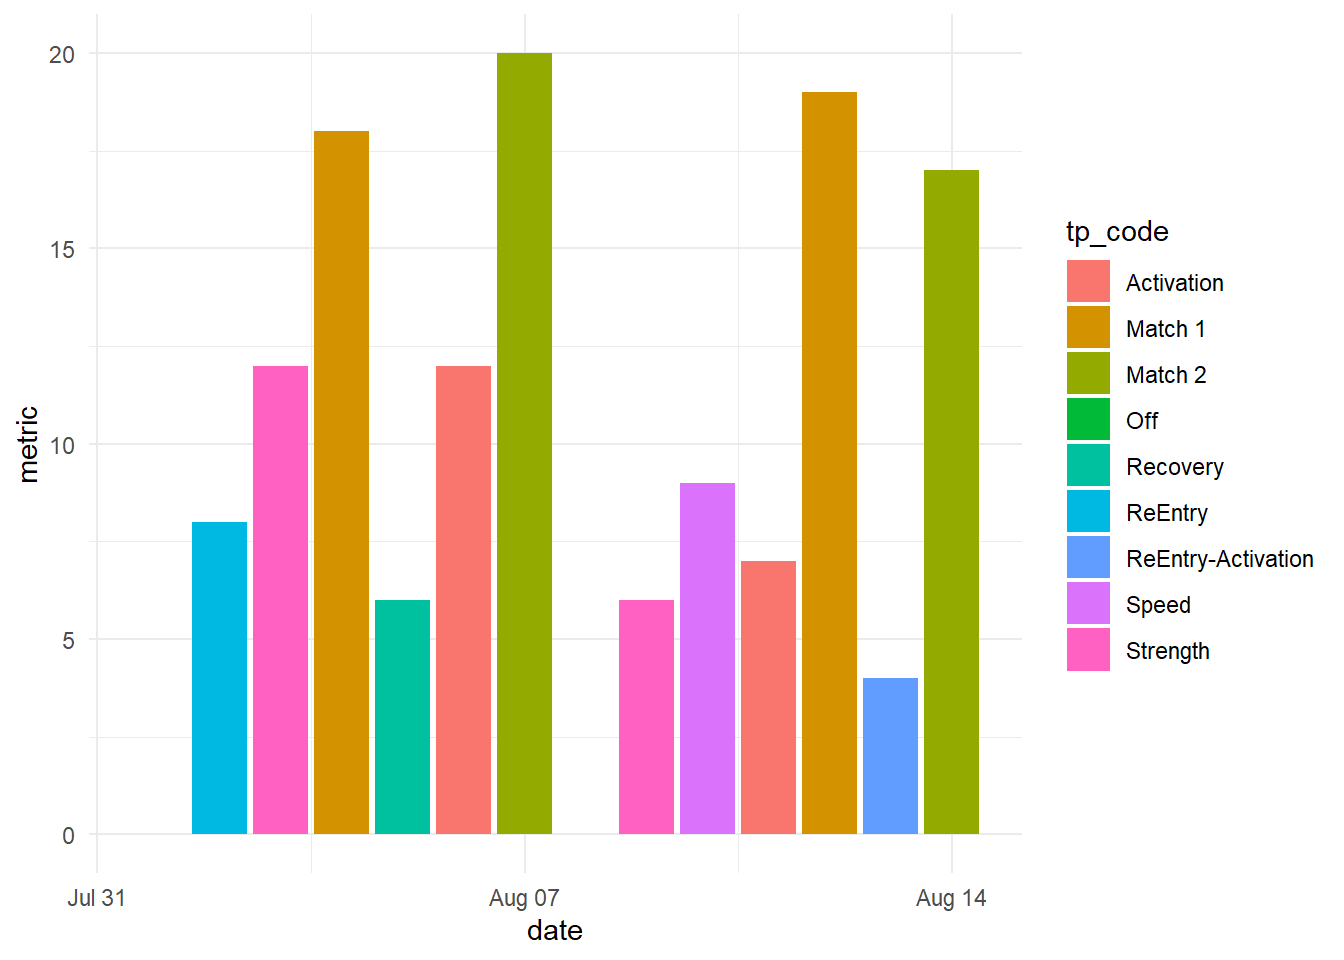 20
15
10
5
0
metric
Jul 31
Aug 07
Aug 14
date
tp_code
Activation
Match 1
Match 2
Off
Recovery
ReEntry
ReEntry-Activation
Speed
Strength